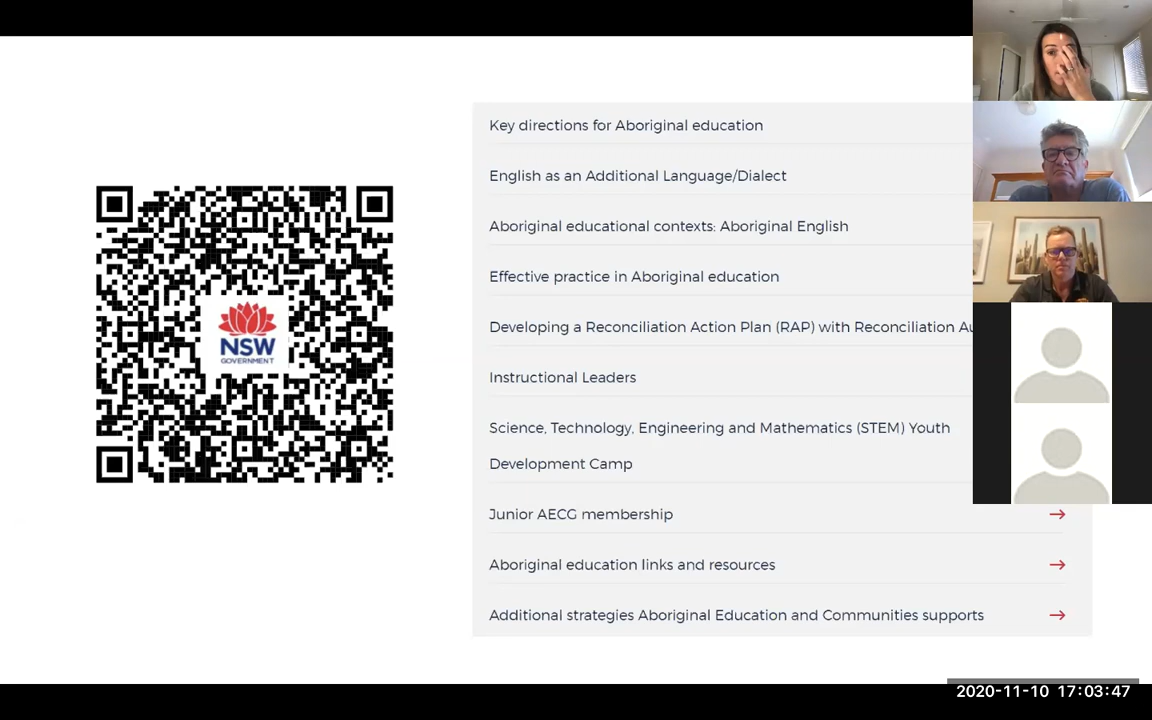 Key directions for Aboriginal education
English as an Additional Language/Dialect
Aboriginal educational contexts: Aboriginal English
Effective practice in Aboriginal education
Developing a Reconciliation Action Plan (RAP) with Reconciliation
Instructional Leaders
Science, Technology, Engineering and Mathematics (STEM) Youth
Development Camp
Junior AECG membership
Aboriginal education links and resources
Additional strategies Aboriginal Education and Communities supports
NSW
GOVERNMENT
2020-11-10 17:03:47